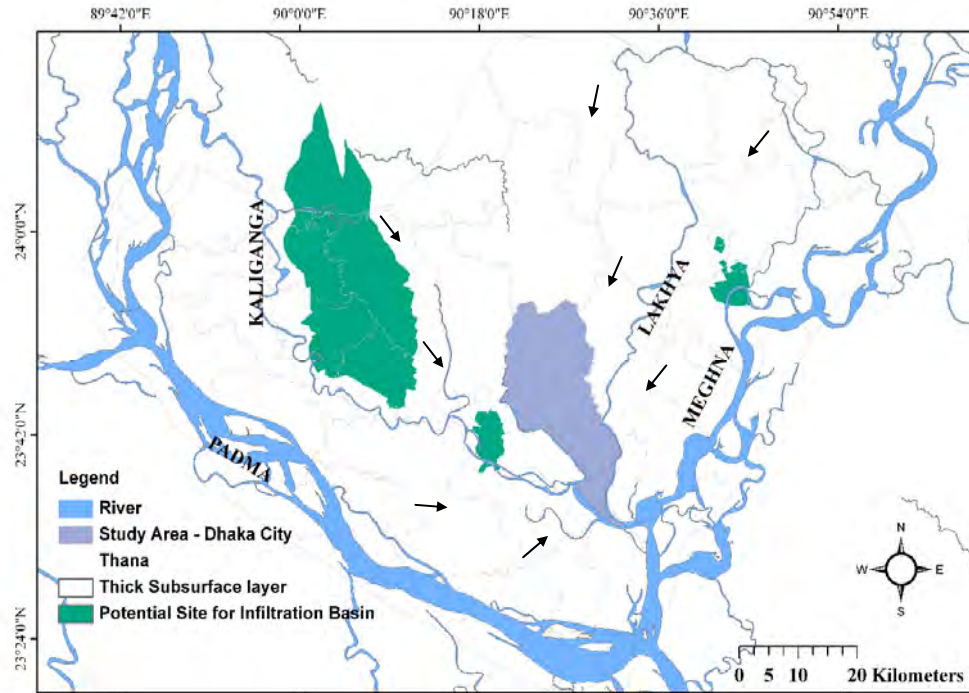 89°42'0"E 90°0'0"E 90°18'0"E 90°36'0"E 90°54'0"E
24°0'0"N
23°42'0"N
23°24'0"N
KALIGANGA
LAKHYA
MEGHNA
PADMA
Legend
River
Study Area - Dhaka City
Thana
Thick Subsurface layer
Potential Site for Infiltration Basin
N
W E
S
0 5 10 20 Kilometers